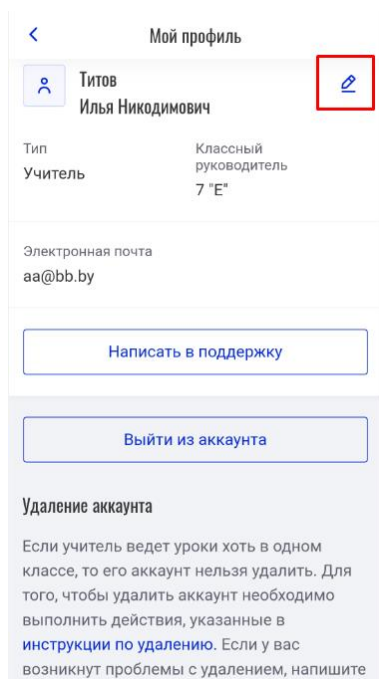 Мой профиль
Титов
Илья Никодимович
Тип
Учитель
Классный
руководитель
7 "Е"
Электронная почта
aa@bb.by
Написать в поддержку
Выйти из аккаунта
Удаление аккаунта
Если учитель ведет уроки хоть в одном
классе, то его аккаунт нельзя удалить. Для
того, чтобы удалить аккаунт необходимо
выполнить действия, указанные в
инструкции по удалению. Если у вас
возникнут проблемы с удалением, напишите